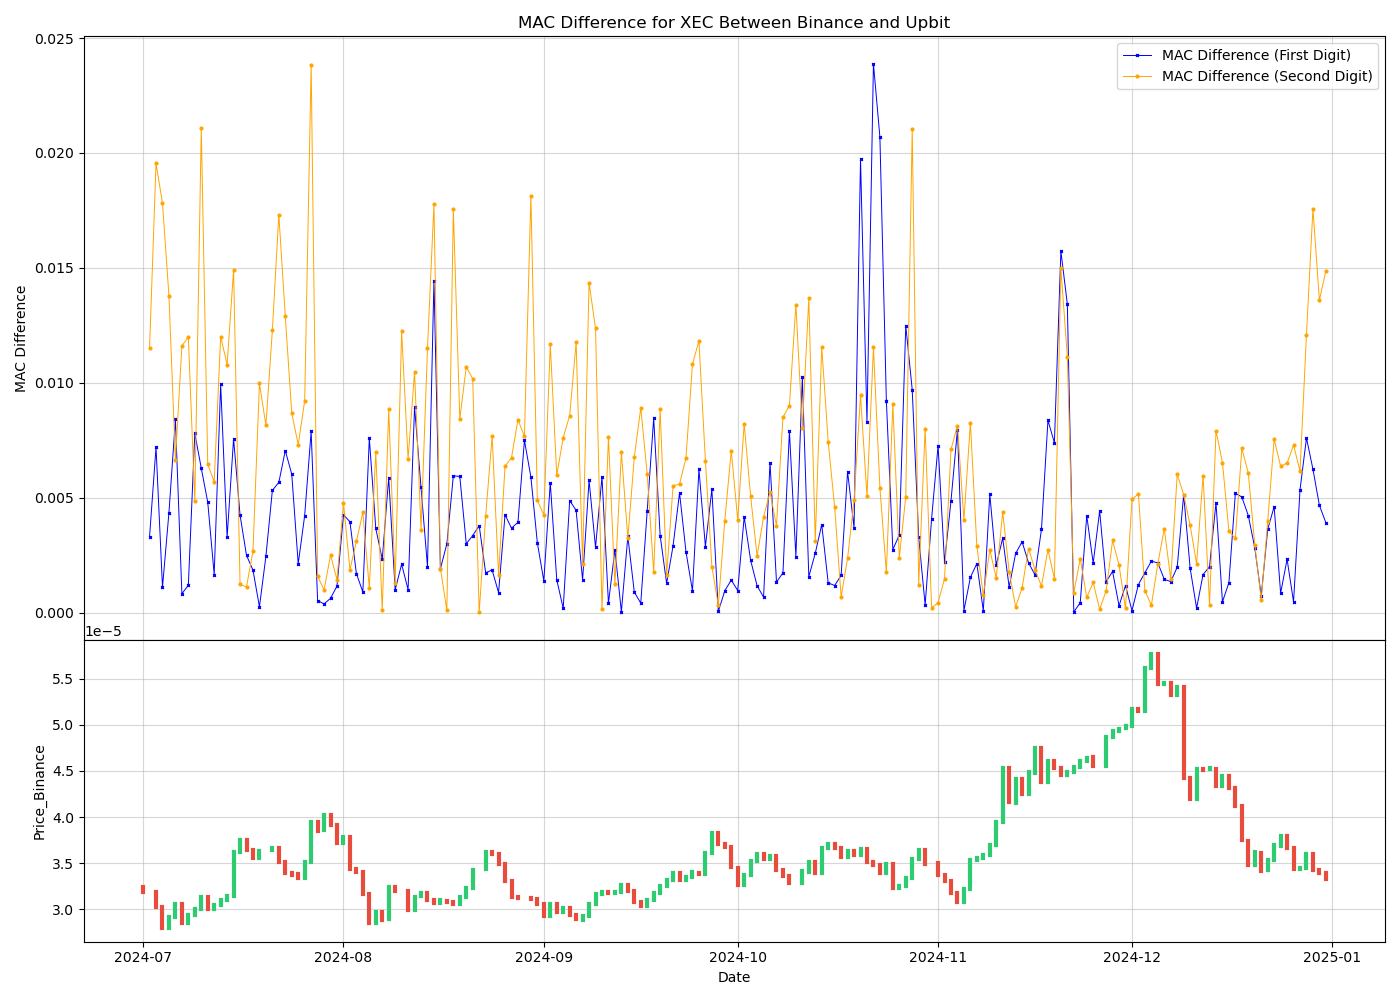 MAC Difference for XEC Between Binance and Upbit
MAC Difference (First Digit)
MAC Difference (Second Digit)
MAC Difference
0.025
0.020
0.015
0.010
0.005
0.000
1e−5
Price_Binance
5.5
5.0
4.5
4.0
3.5
3.0
2024-07
2024-08
2024-09
2024-10
2024-11
2024-12
2025-01
Date